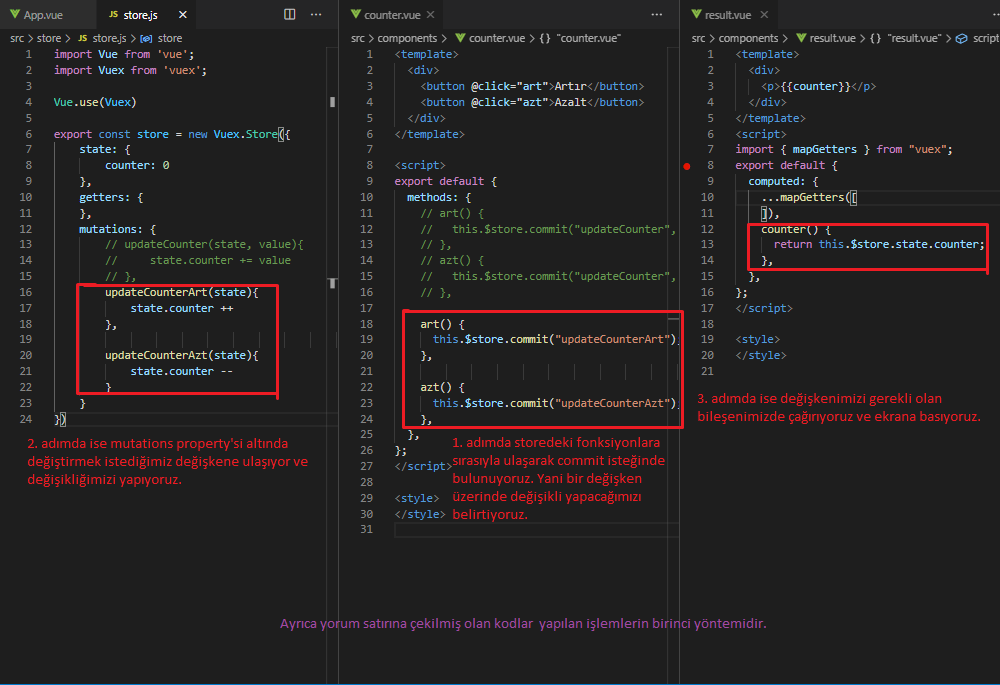 App.vue
JS store.js ×
src > store > JS store.js > store
1 import Vue from 'vue';
2 import Vuex from 'vuex';
3
4 Vue.use(Vuex)
5
6 export const store = new Vuex.Store({
7 state: {
8 counter: 0
9 },
10 getters: {
11 },
12 mutations: {
13 // updateCounter(state, value){
14 // state.counter += value
15 // },
16 updateCounterArt(state){
17 state.counter ++
18 },
19
20 updateCounterAzt(state){
21 state.counter --
22 }
23 }
24 })
2. adımda ise mutations property'si altında
değiştirmek istediğimiz değişkene ulaşıyor ve
değişikliğimizi yapıyoruz.
counter.vue ×
src > components > counter.vue > {} "counter.vue"
1 <template>
2 <div>
3 <button @click="art">Artır</button>
4 <button @click="azt">Azalt</button>
5 </div>
6 </template>
7
8 <script>
9 export default {
10 methods: {
11 // art() {
12 // this.$store.commit("updateCounter",
13 // },
14 // azt() {
15 // this.$store.commit("updateCounter",
16 // },
17
18 art() {
19 this.$store.commit("updateCounterArt")
20 },
21
22 azt() {
23 this.$store.commit("updateCounterAzt")
24 },
25 },
26 };
27 </script>
28
29 <style>
30 </style>
31
1. adımda storedeki fonksiyonlara
sırasıyla ulaşarak commit isteğinde
bulunuyoruz. Yani bir değişken
üzerinde değişikli yapacağımızı
belirtiyoruz.
result.vue ×
src > components > result.vue > {} "result.vue" > script
1 <template>
2 <div>
3 <p>{{counter}}</p>
4 </div>
5 </template>
6 <script>
7 import { mapGetters } from "vuex";
8 export default {
9 computed: {
10 ...mapGetters([
11 ]),
12 counter() {
13 return this.$store.state.counter;
14 },
15 },
16 };
17 </script>
18
19 <style>
20 </style>
21
3. adımda ise değişkenimizi gerekli olan
bileşenimizde çağırıyoruz ve ekrana basıyoruz.
Ayrıca yorum satırına çekilmiş olan kodlar yapılan işlemlerin birinci yöntemidir.